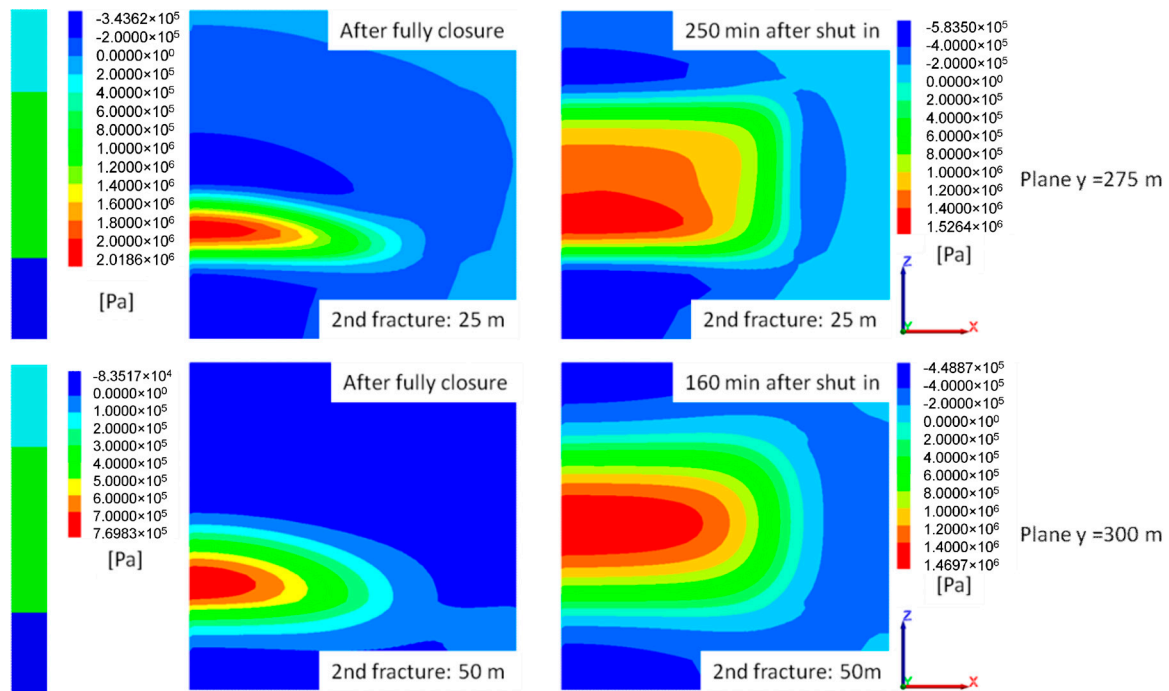 After fully closure
-3.4362×10⁵
-2.0000×10⁵
0.0000×10⁰
2.0000×10⁵
4.0000×10⁵
6.0000×10⁵
8.0000×10⁵
1.0000×10⁶
1.2000×10⁶
1.4000×10⁶
1.6000×10⁶
1.8000×10⁶
2.0000×10⁶
2.0186×10⁶
[Pa]
2nd fracture: 25 m
250 min after shut in
-5.8350×10⁵
-4.0000×10⁵
-2.0000×10⁵
0.0000×10⁰
2.0000×10⁵
4.0000×10⁵
6.0000×10⁵
8.0000×10⁵
1.0000×10⁶
1.2000×10⁶
1.4000×10⁶
1.5264×10⁶
[Pa]
Plane y =275 m
2nd fracture: 25 m
Z
Y
X
After fully closure
-8.3517×10⁴
0.0000×10⁰
1.0000×10⁵
2.0000×10⁵
3.0000×10⁵
4.0000×10⁵
5.0000×10⁵
6.0000×10⁵
7.0000×10⁵
7.6983×10⁵
[Pa]
2nd fracture: 50 m
160 min after shut in
-4.4887×10⁵
-4.0000×10⁵
-2.0000×10⁵
0.0000×10⁰
2.0000×10⁵
4.0000×10⁵
6.0000×10⁵
8.0000×10⁵
1.0000×10⁶
1.2000×10⁶
1.4000×10⁶
1.4697×10⁶
[Pa]
Plane y =300 m
2nd fracture: 50m
Z
Y
X